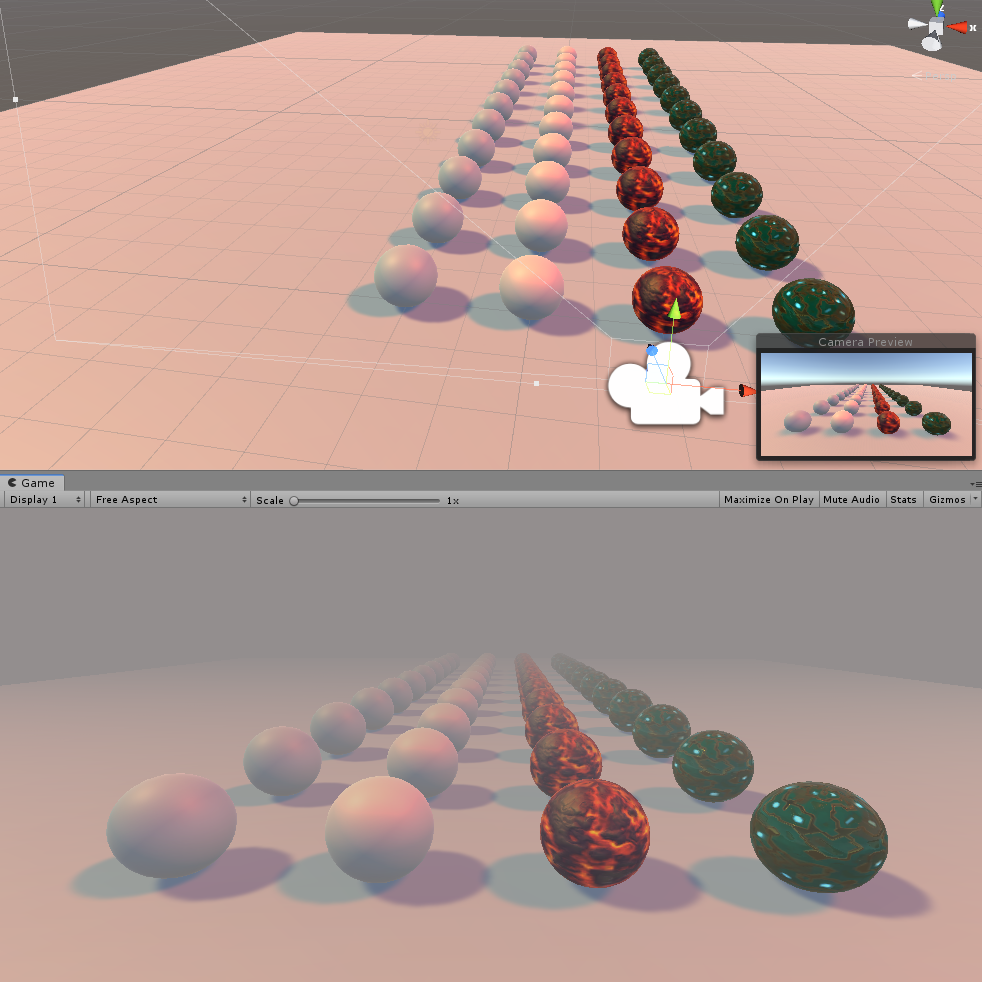 x
Camera Preview
Game
Display 1
Free Aspect
Scale
1x
Maximize On Play
Mute Audio
Stats
Gizmos